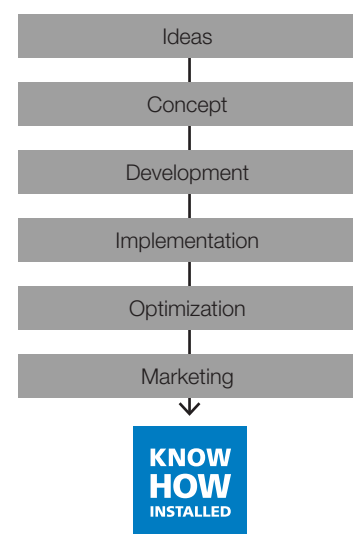 Ideas
Concept
Development
Implementation
Optimization
Marketing
KNOW
HOW
INSTALLED